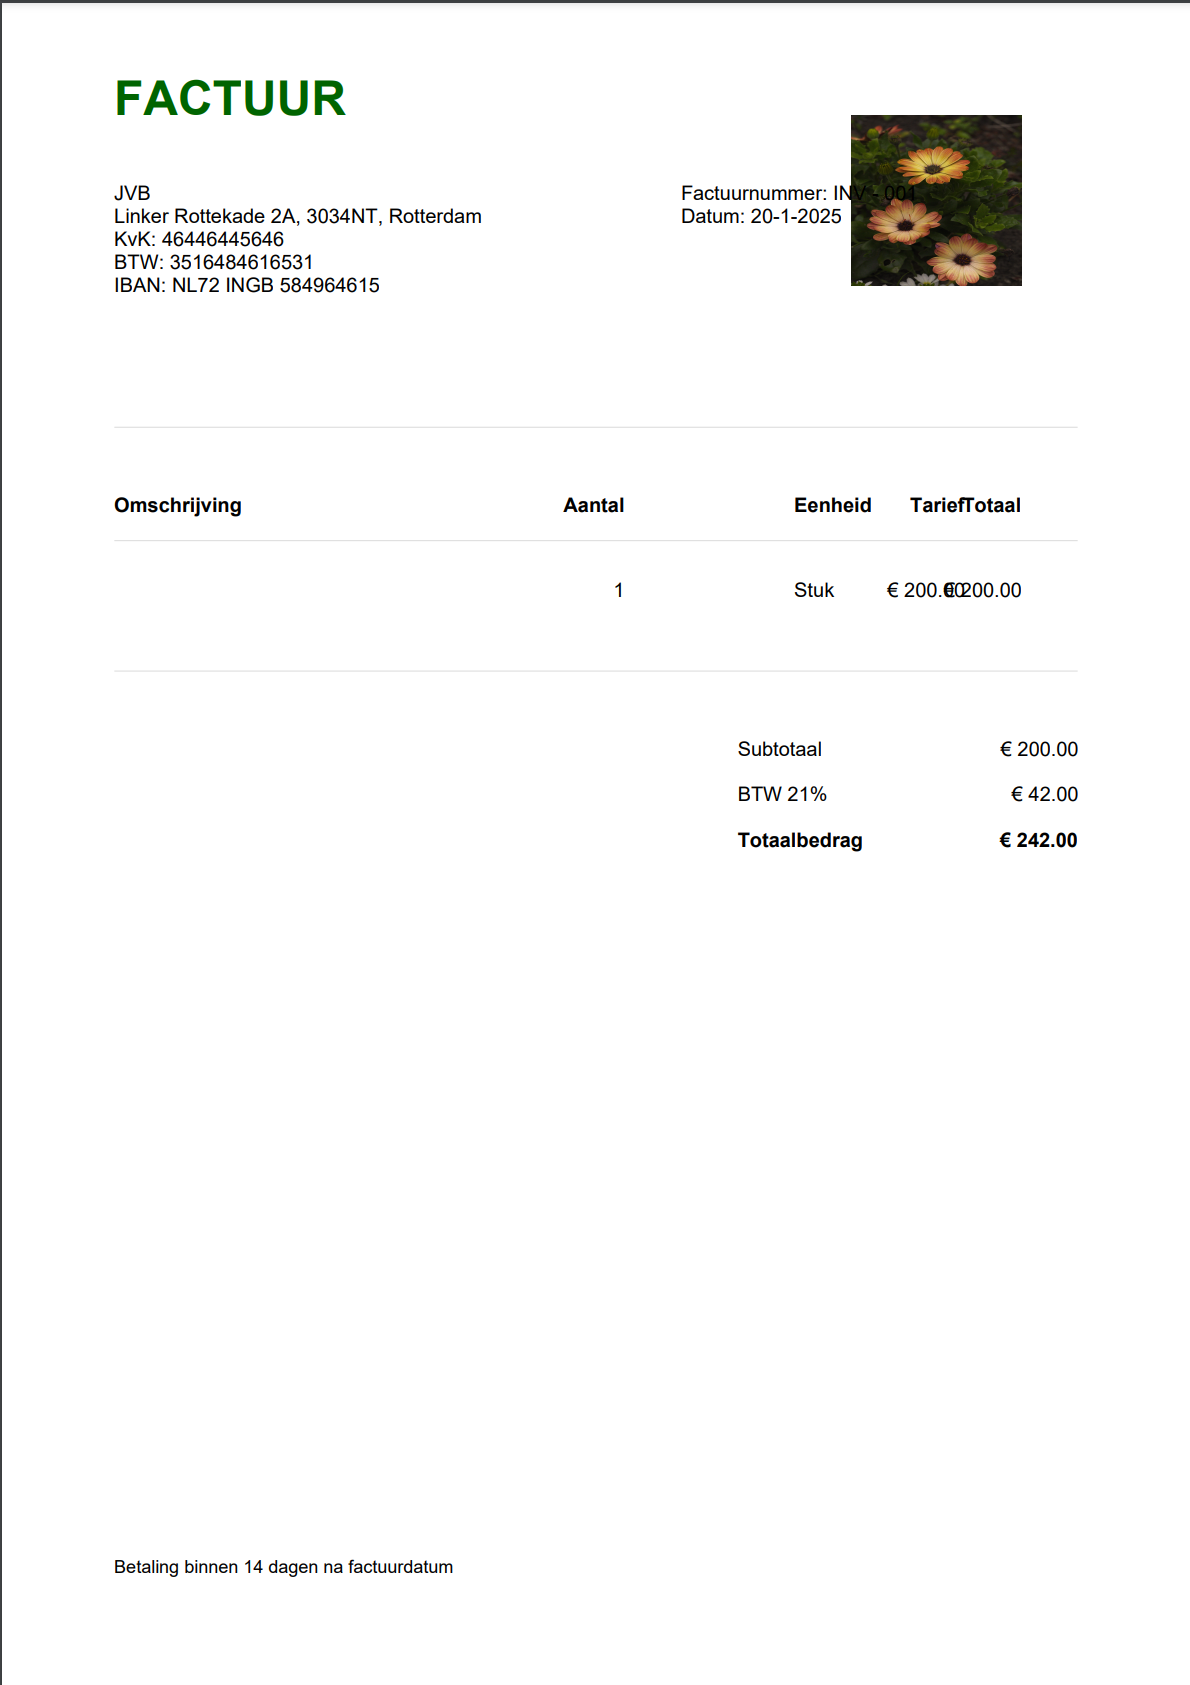 FACTUUR
JVB
Linker Rottekade 2A, 3034NT, Rotterdam
KvK: 46446445646
BTW: 3516484616531
IBAN: NL72 INGB 584964615
Factuurnummer: INV - 001
Datum: 20-1-2025
Omschrijving Aantal Eenheid Tarief Totaal
1 Stuk € 200.00 € 200.00
Subtotaal € 200.00
BTW 21% € 42.00
Totaalbedrag € 242.00
Betaling binnen 14 dagen na factuurdatum